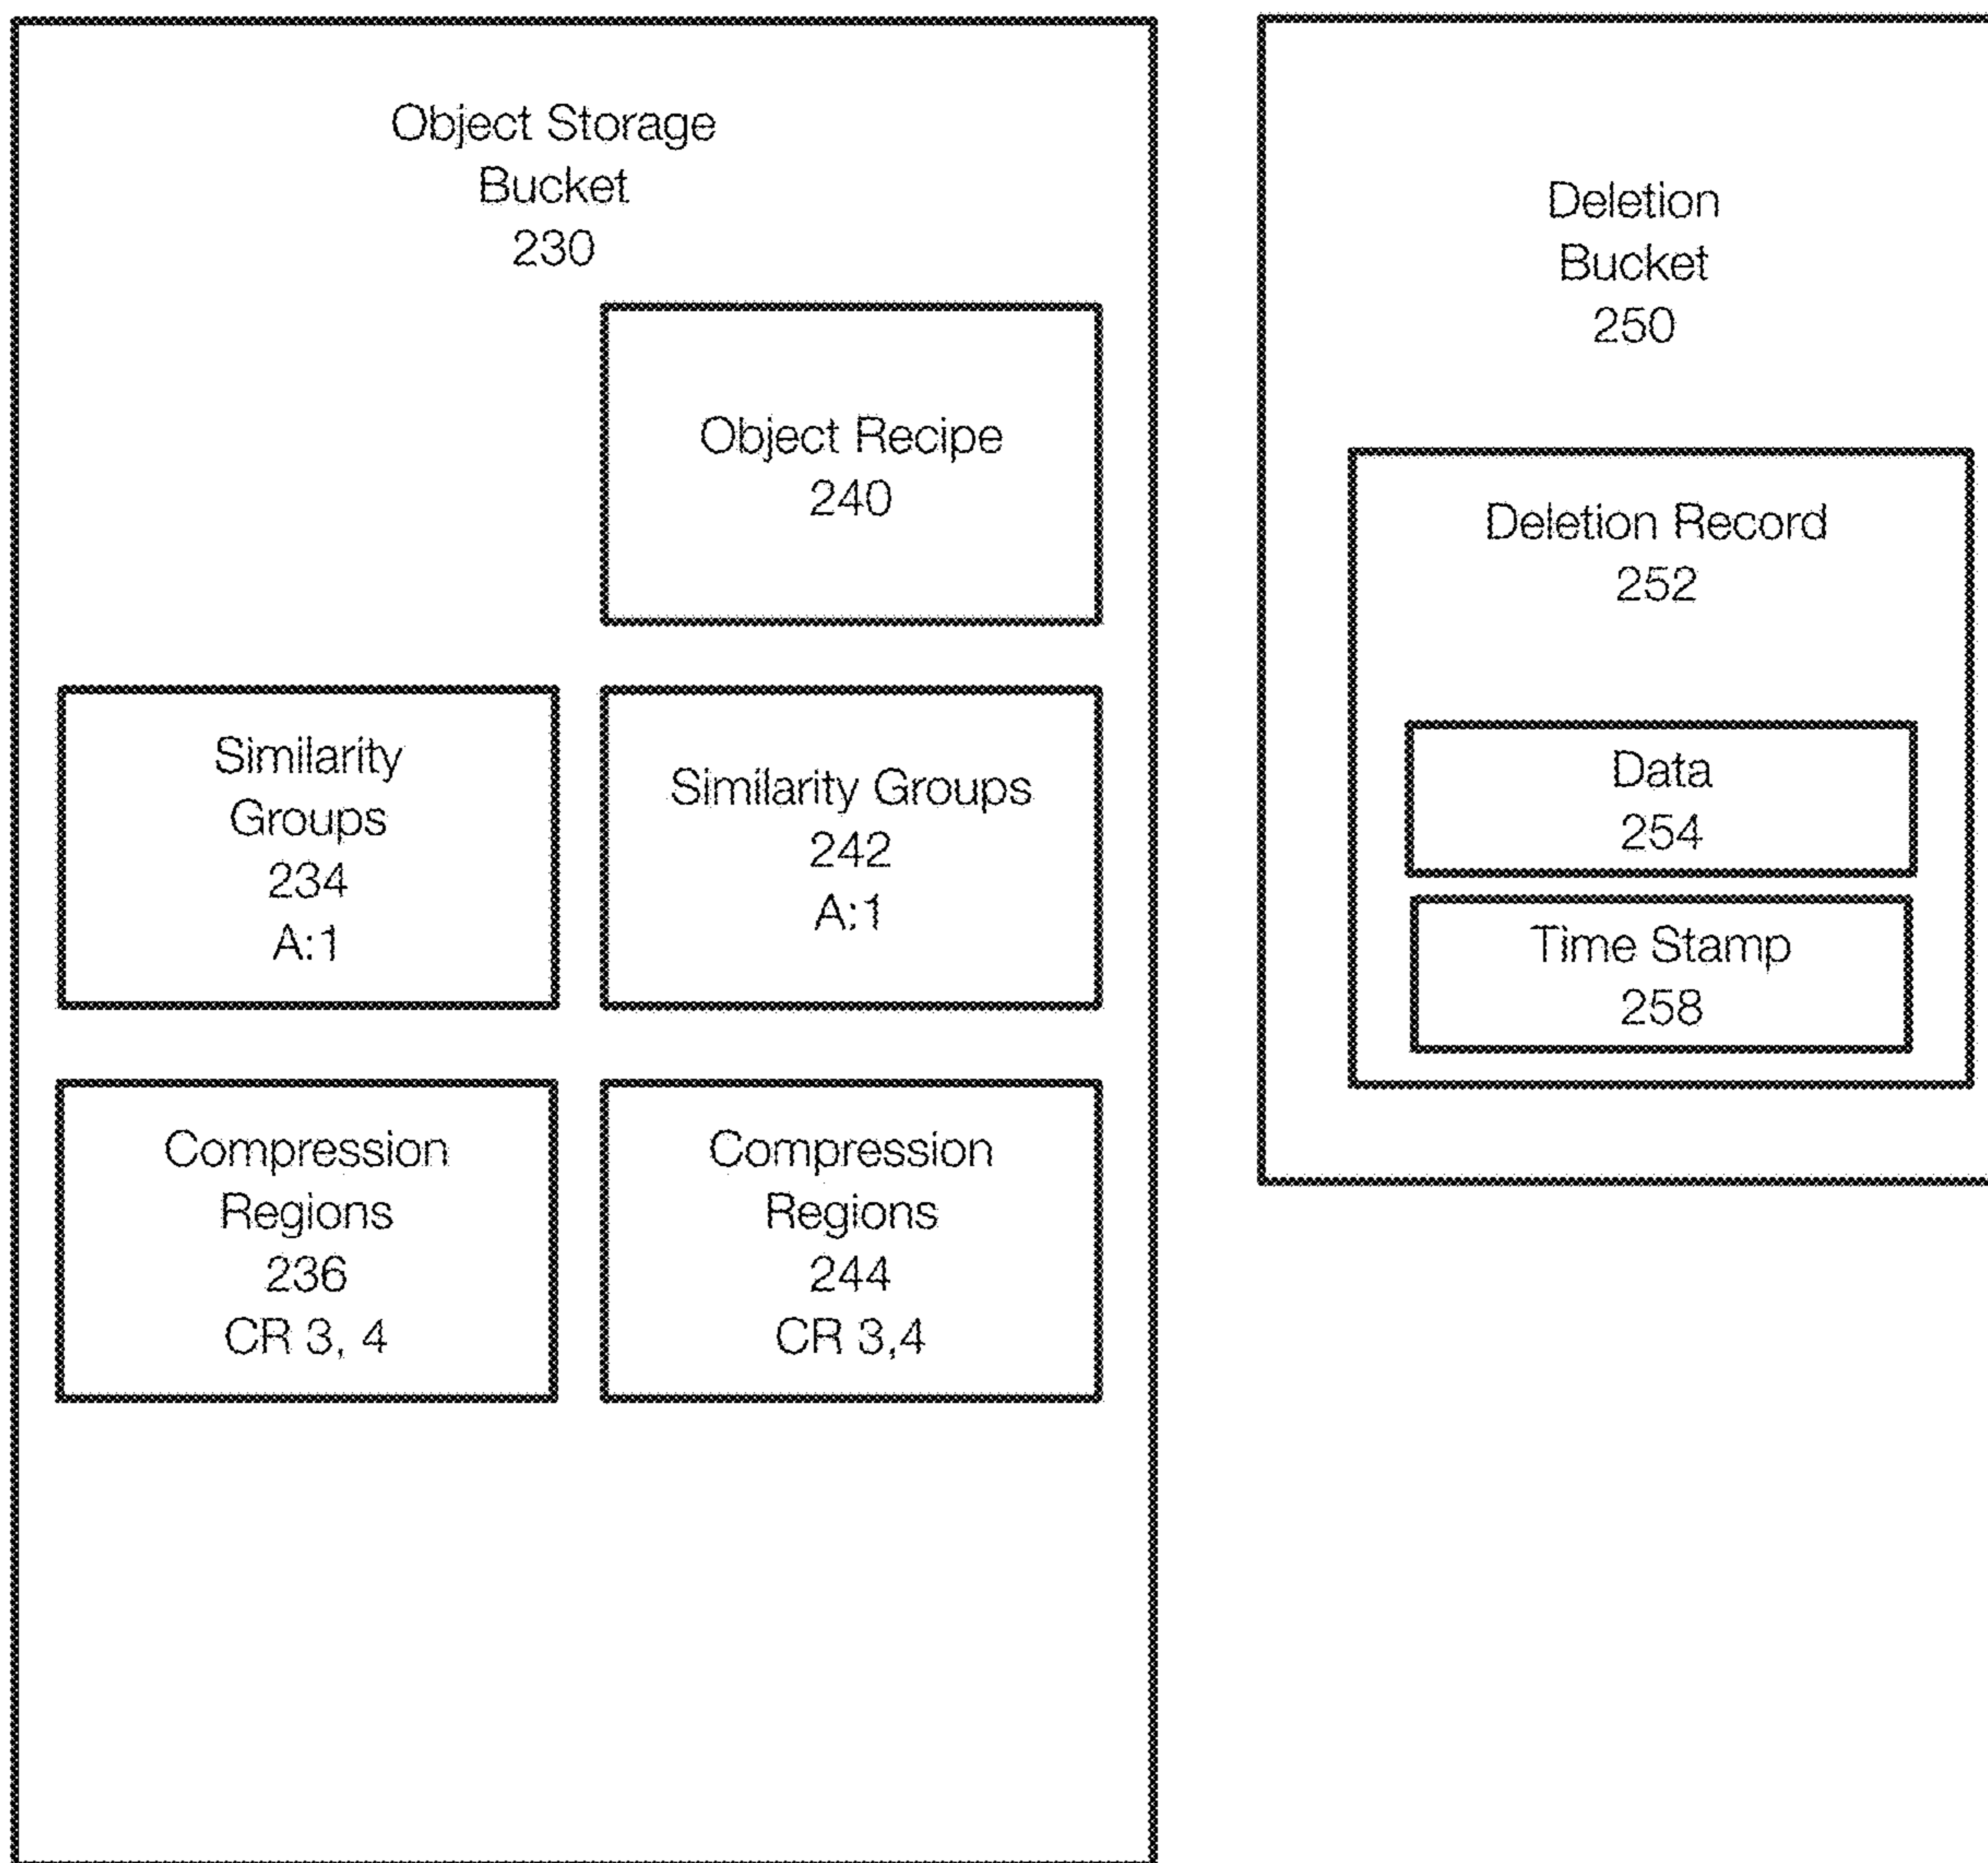 Object Storage
Bucket
230
Object Recipe
240
Similarity
Groups
234
A:1
Similarity Groups
242
A:1
Compression
Regions
236
CR 3, 4
Compression
Regions
244
CR 3,4
Deletion
Bucket
250
Deletion Record
252
Data
254
Time Stamp
258